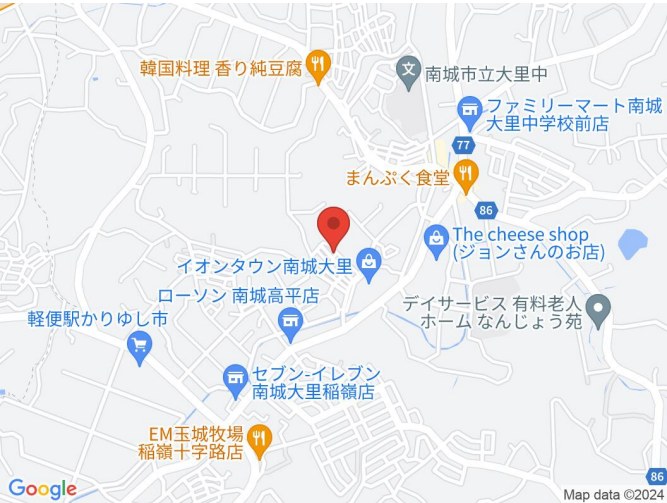 韓国料理 香り純豆腐
文
南城市立大里中
ファミリーマート南城
大里中学校前店
77
まんぷく食堂
86
The cheese shop
(ジョンさんのお店)
イオンタウン南城大里
ローソン 南城高平店
デイサービス 有料老人
ホーム なんじょう苑
軽便駅かりゆし市
セブン-イレブン
南城大里稲嶺店
EM玉城牧場
稲嶺十字路店
86
Google
Map data ©2024